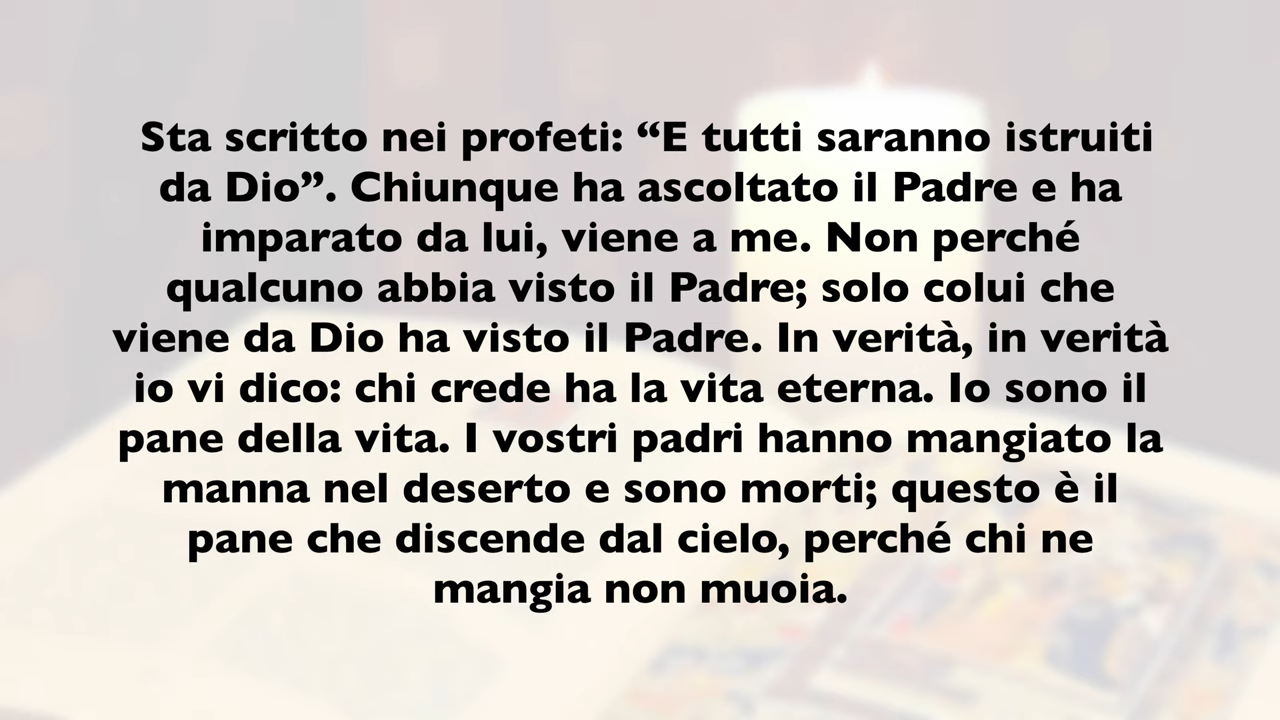 Sta scritto nei profeti: “E tutti saranno istruiti
da Dio”. Chiunque ha ascoltato il Padre e ha
imparato da lui, viene a me. Non perché
qualcuno abbia visto il Padre; solo colui che
viene da Dio ha visto il Padre. In verità, in verità
io vi dico: chi crede ha la vita eterna. Io sono il
pane della vita. I vostri padri hanno mangiato la
manna nel deserto e sono morti; questo è il
pane che discende dal cielo, perché chi ne
mangia non muoia.